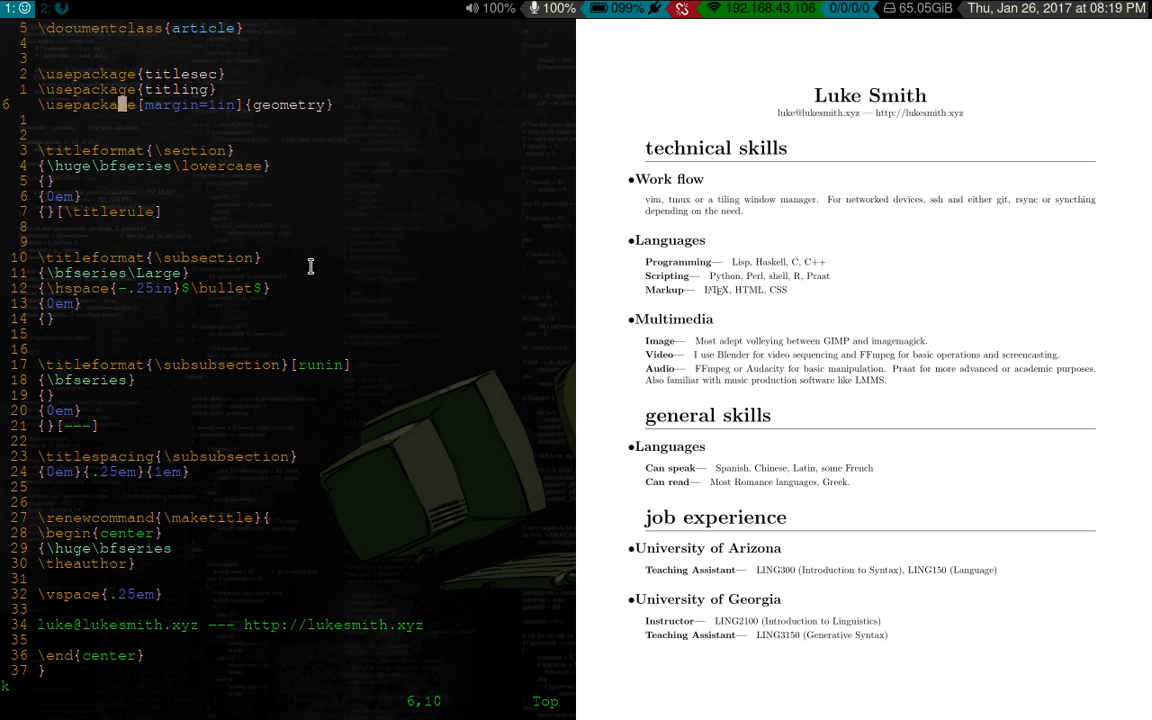 1: 2: 100% 100% 099% 192.168.43.106 0/0/0/0 65.05GiB Thu, Jan 26, 2017 at 08:19 PM
5 \documentclass{article}
4
3
2 \usepackage{titlesec}
1 \usepackage{titling}
6 \usepackage[margin=1in]{geometry}
1
2
3 \titleformat{\section}
4 {\huge\bfseries\lowercase}
5 {}
6 {0em}
7 {}[\titlerule]
8
9
10 \titleformat{\subsection}
11 {\bfseries\Large}
12 {\hspace{-.25in}$\bullet$}
13 {0em}
14 {}
15
16
17 \titleformat{\subsubsection}[runin]
18 {\bfseries}
19 {}
20 {0em}
21 {}[---]
22
23 \titlespacing{\subsubsection}
24 {0em}{.25em}{1em}
25
26
27 \renewcommand{\maketitle}{
28 \begin{center}
29 {\huge\bfseries
30 \theauthor}
31
32 \vspace{.25em}
33
34 luke@lukesmith.xyz --- http://lukesmith.xyz
35
36 \end{center}
37 }
k
6,10 Top
Luke Smith
luke@lukesmith.xyz — http://lukesmith.xyz
technical skills
•Work flow
vim, tmux or a tiling window manager. For networked devices, ssh and either git, rsync or syncthing
depending on the need.
•Languages
Programming— Lisp, Haskell, C, C++
Scripting— Python, Perl, shell, R, Praat
Markup— LATEX, HTML, CSS
•Multimedia
Image— Most adept volleying between GIMP and imagemagick.
Video— I use Blender for video sequencing and FFmpeg for basic operations and screencasting.
Audio— FFmpeg or Audacity for basic manipulation. Praat for more advanced or academic purposes.
Also familiar with music production software like LMMS.
general skills
•Languages
Can speak— Spanish, Chinese, Latin, some French
Can read— Most Romance languages, Greek.
job experience
•University of Arizona
Teaching Assistant— LING300 (Introduction to Syntax), LING150 (Language)
•University of Georgia
Instructor— LING2100 (Introduction to Linguistics)
Teaching Assistant— LING3150 (Generative Syntax)